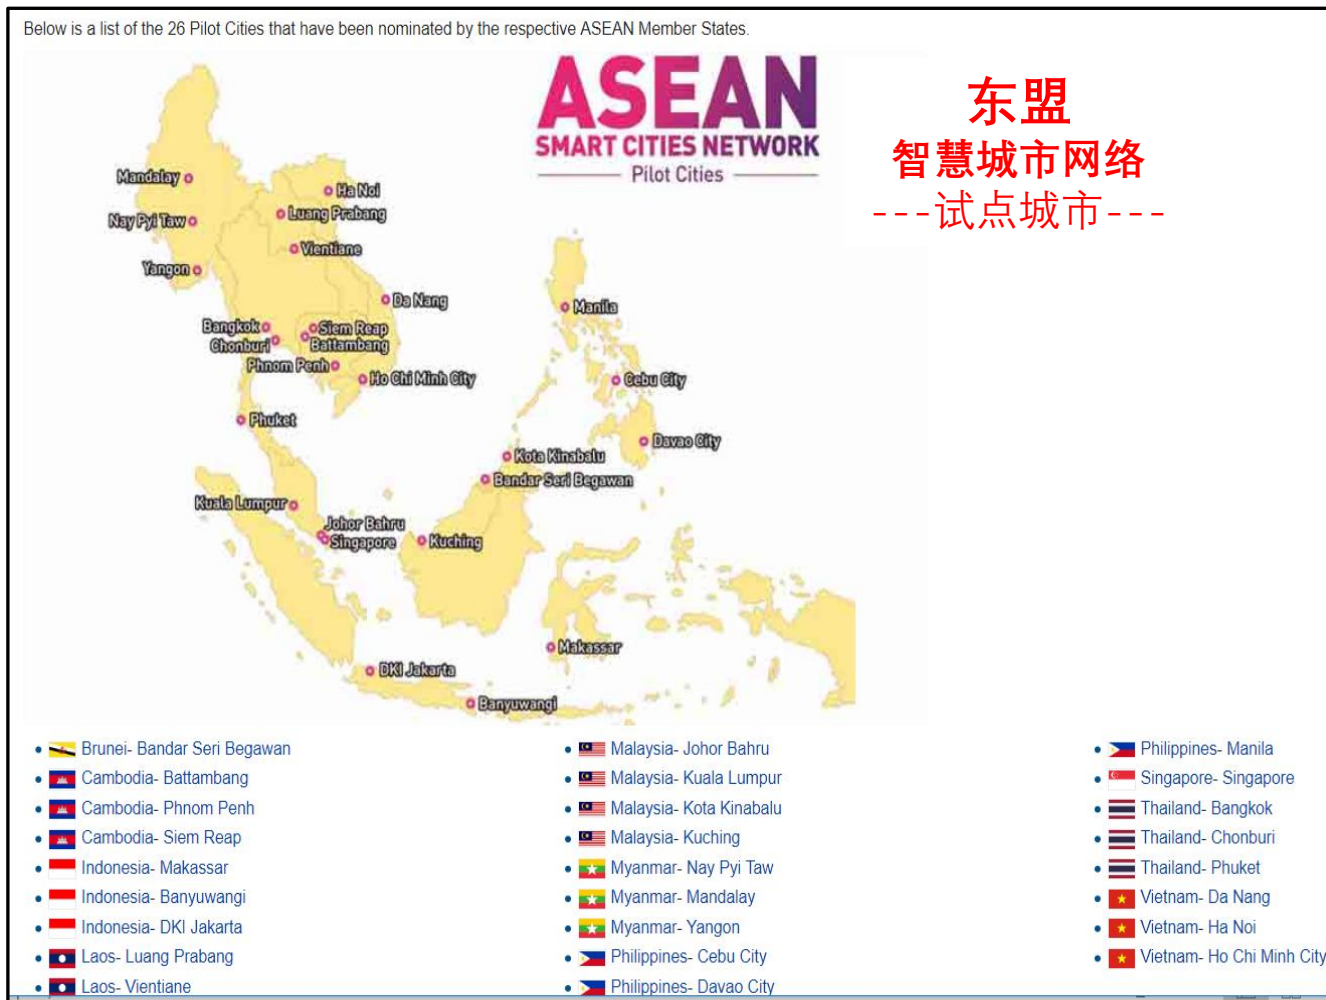 Below is a list of the 26 Pilot Cities that have been nominated by the respective ASEAN Member States.
ASEAN
SMART CITIES NETWORK
Pilot Cities
东盟
智慧城市网络
---试点城市---
Mandalay
Ha Noi
Luang Prabang
Nay Pyi Taw
Vientiane
Yangon
Da Nang
Manila
Bangkok
Siem Reap
Chonburi
Battambang
Phnom Penh
Ho Chi Minh City
Cebu City
Phuket
Davao City
Kota Kinabalu
Bandar Seri Begawan
Kuala Lumpur
Johor Bahru
Singapore
Kuching
Makassar
DKI Jakarta
Banyuwangi
Brunei- Bandar Seri Begawan
Cambodia- Battambang
Cambodia- Phnom Penh
Cambodia- Siem Reap
Indonesia- Makassar
Indonesia- Banyuwangi
Indonesia- DKI Jakarta
Laos- Luang Prabang
Laos- Vientiane
Malaysia- Johor Bahru
Malaysia- Kuala Lumpur
Malaysia- Kota Kinabalu
Malaysia- Kuching
Myanmar- Nay Pyi Taw
Myanmar- Mandalay
Myanmar- Yangon
Philippines- Cebu City
Philippines- Davao City
Philippines- Manila
Singapore- Singapore
Thailand- Bangkok
Thailand- Chonburi
Thailand- Phuket
Vietnam- Da Nang
Vietnam- Ha Noi
Vietnam- Ho Chi Minh City